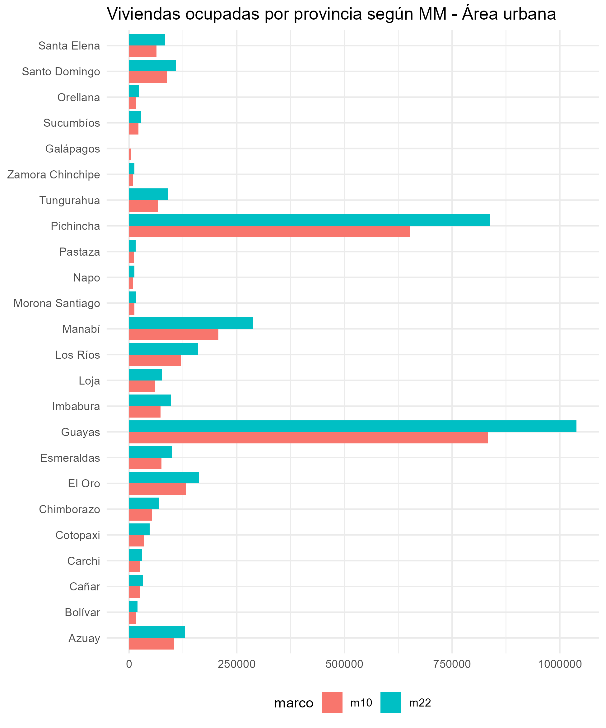 Viviendas ocupadas por provincia según MM - Área urbana
Santa Elena
Santo Domingo
Orellana
Sucumbíos
Galápagos
Zamora Chinchipe
Tungurahua
Pichincha
Pastaza
Napo
Morona Santiago
Manabí
Los Ríos
Loja
Imbabura
Guayas
Esmeraldas
El Oro
Chimborazo
Cotopaxi
Carchi
Cañar
Bolívar
Azuay
0 250000 500000 750000 1000000
marco m10 m22